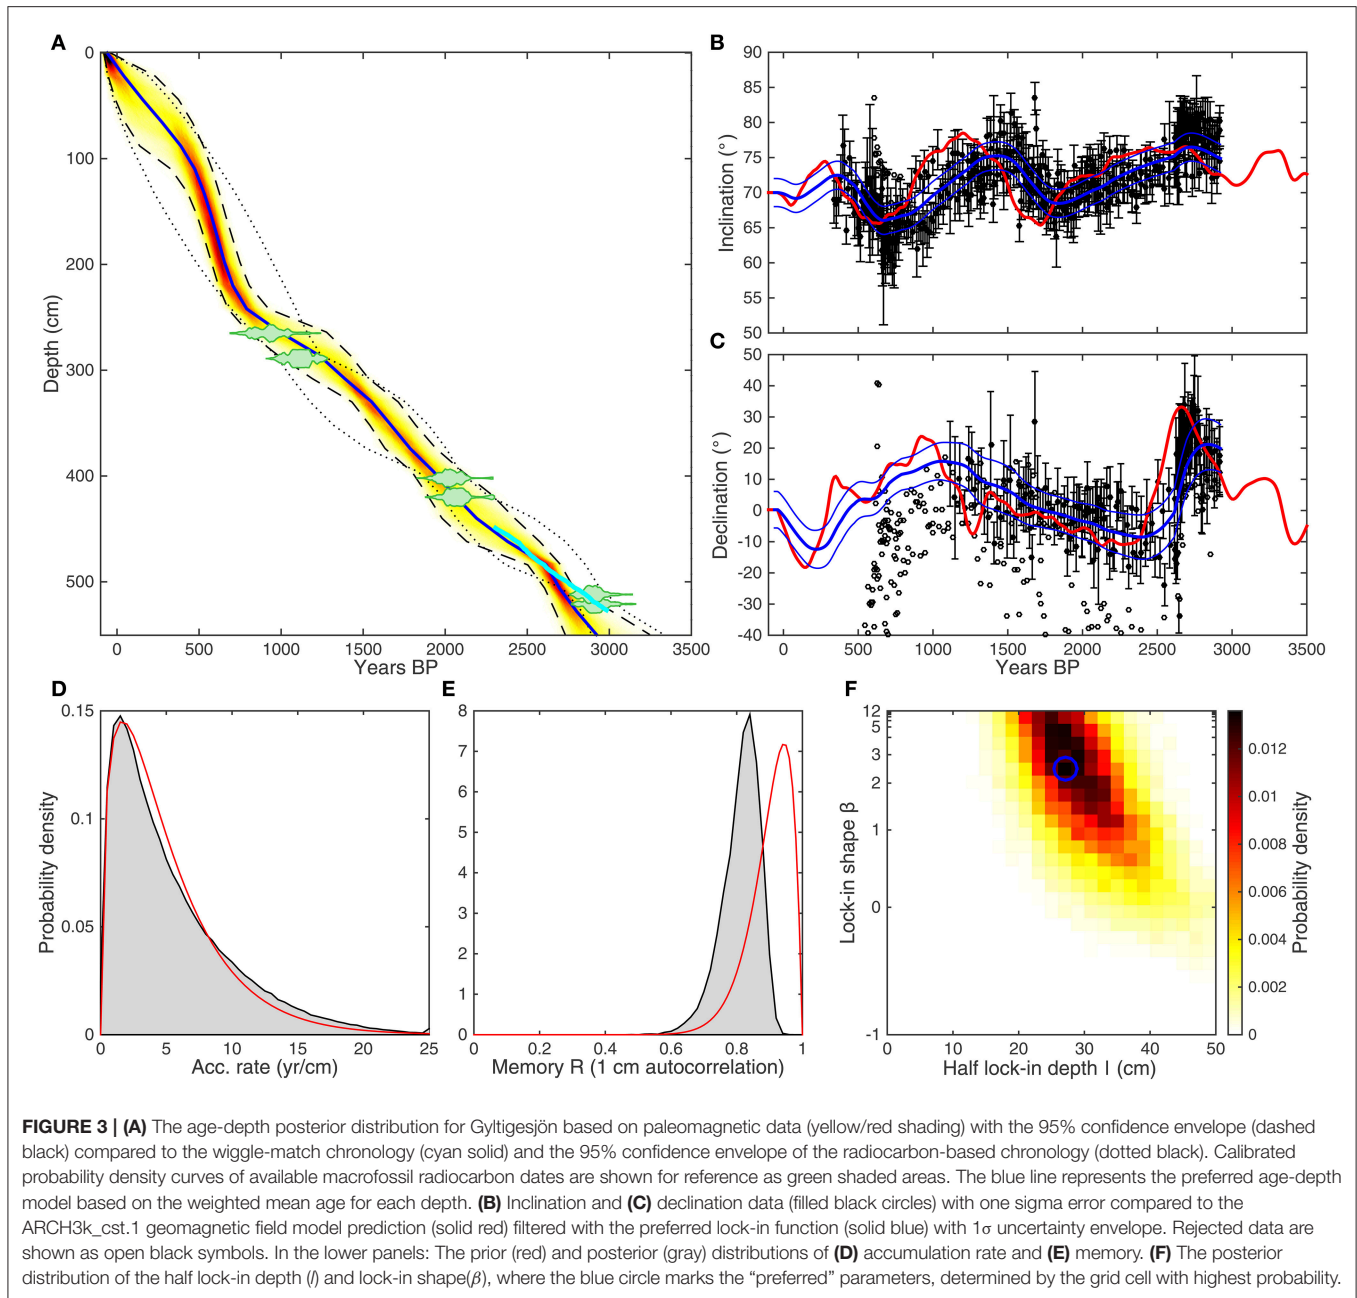 A
0
100
200
300
400
500
Depth (cm)
0 500 1000 1500 2000 2500 3000 3500
Years BP
B
90
85
80
75
70
65
60
55
50
Inclination (°)
C
50
40
30
20
10
0
-10
-20
-30
-40
Declination (°)
0 500 1000 1500 2000 2500 3000 3500
Years BP
D
0.15
0.1
0.05
0
Probability density
0 5 10 15 20 25
Acc. rate (yr/cm)
E
8
7
6
5
4
3
2
1
0
0 0.2 0.4 0.6 0.8 1
Memory R (1 cm autocorrelation)
F
12
5
3
2
1
0
-1
Lock-in shape β
0 10 20 30 40 50
Half lock-in depth l (cm)
0.012
0.01
0.008
0.006
0.004
0.002
0
Probability density
FIGURE 3 | (A) The age-depth posterior distribution for Gyltigesjön based on paleomagnetic data (yellow/red shading) with the 95% confidence envelope (dashed
black) compared to the wiggle-match chronology (cyan solid) and the 95% confidence envelope of the radiocarbon-based chronology (dotted black). Calibrated
probability density curves of available macrofossil radiocarbon dates are shown for reference as green shaded areas. The blue line represents the preferred age-depth
model based on the weighted mean age for each depth. (B) Inclination and (C) declination data (filled black circles) with one sigma error compared to the
ARCH3k_cst.1 geomagnetic field model prediction (solid red) filtered with the preferred lock-in function (solid blue) with 1σ uncertainty envelope. Rejected data are
shown as open black symbols. In the lower panels: The prior (red) and posterior (gray) distributions of (D) accumulation rate and (E) memory. (F) The posterior
distribution of the half lock-in depth (l) and lock-in shape(β), where the blue circle marks the “preferred” parameters, determined by the grid cell with highest probability.